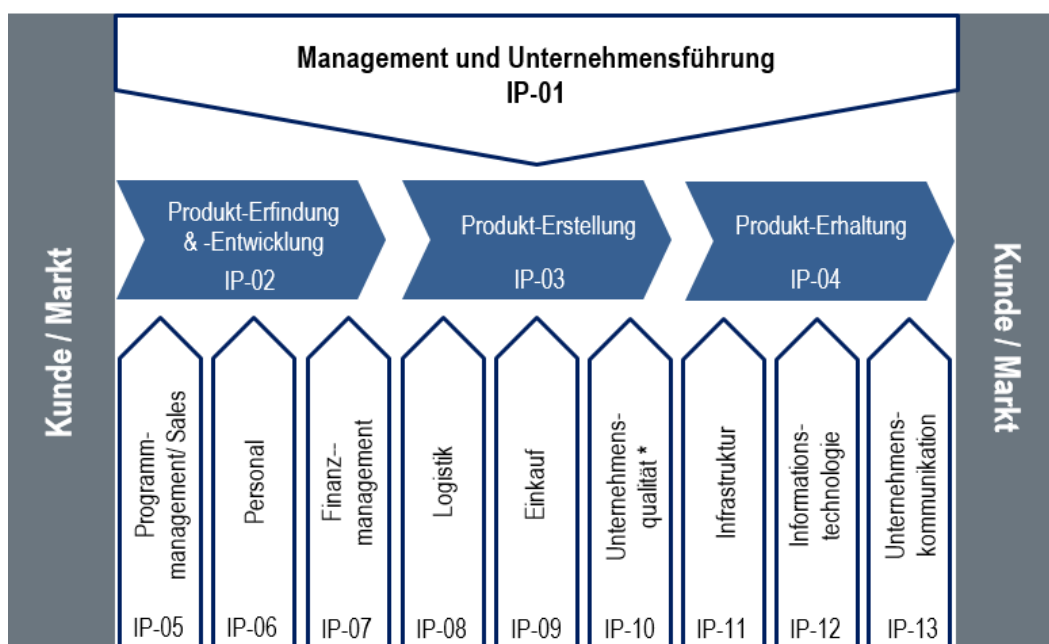 Management und Unternehmensführung
IP-01
Kunde / Markt
Produkt-Erfindung
& -Entwicklung
IP-02
Produkt-Erstellung
IP-03
Produkt-Erhaltung
IP-04
Kunde / Markt
Programm-
management/ Sales
IP-05
Personal
IP-06
Finanz--
management
IP-07
Logistik
IP-08
Einkauf
IP-09
Unternehmens-
qualität *
IP-10
Infrastruktur
IP-11
Informations-
technologie
IP-12
Unternehmens-
kommunikation
IP-13